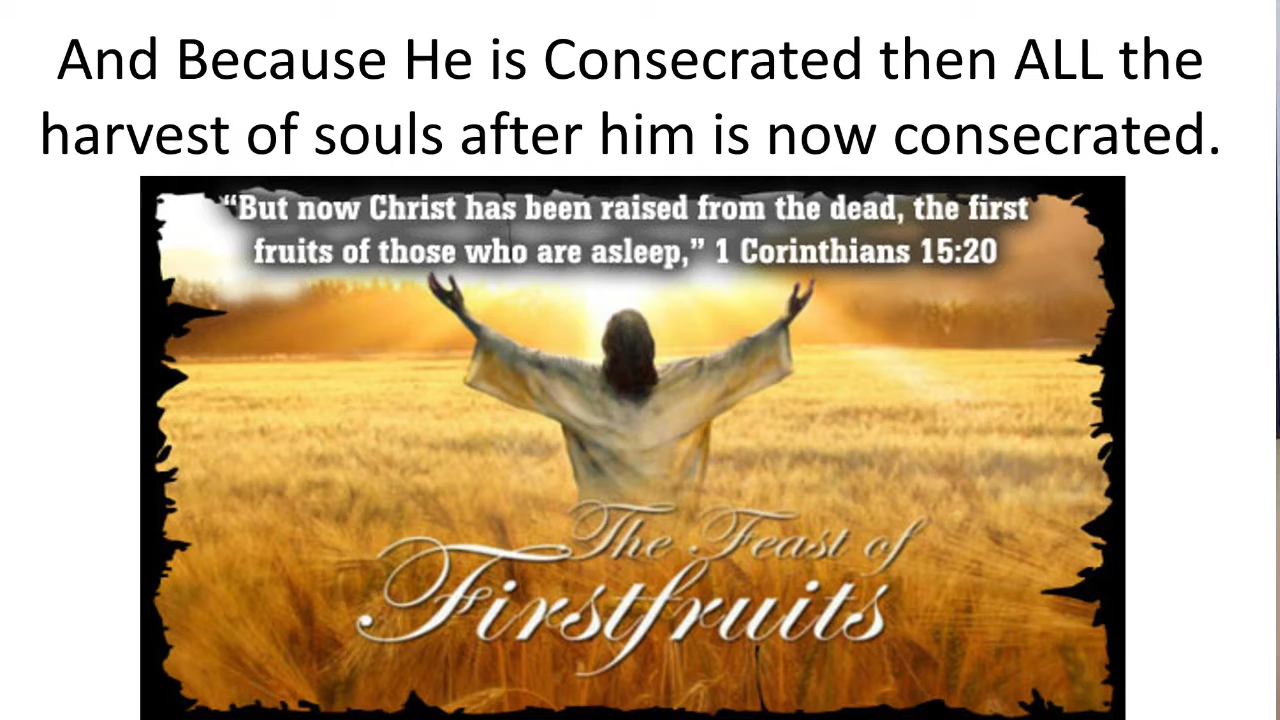 And Because He is Consecrated then ALL the
harvest of souls after him is now consecrated.
“But now Christ has been raised from the dead, the first
fruits of those who are asleep,” 1 Corinthians 15:20
The Feast of
Firstfruits